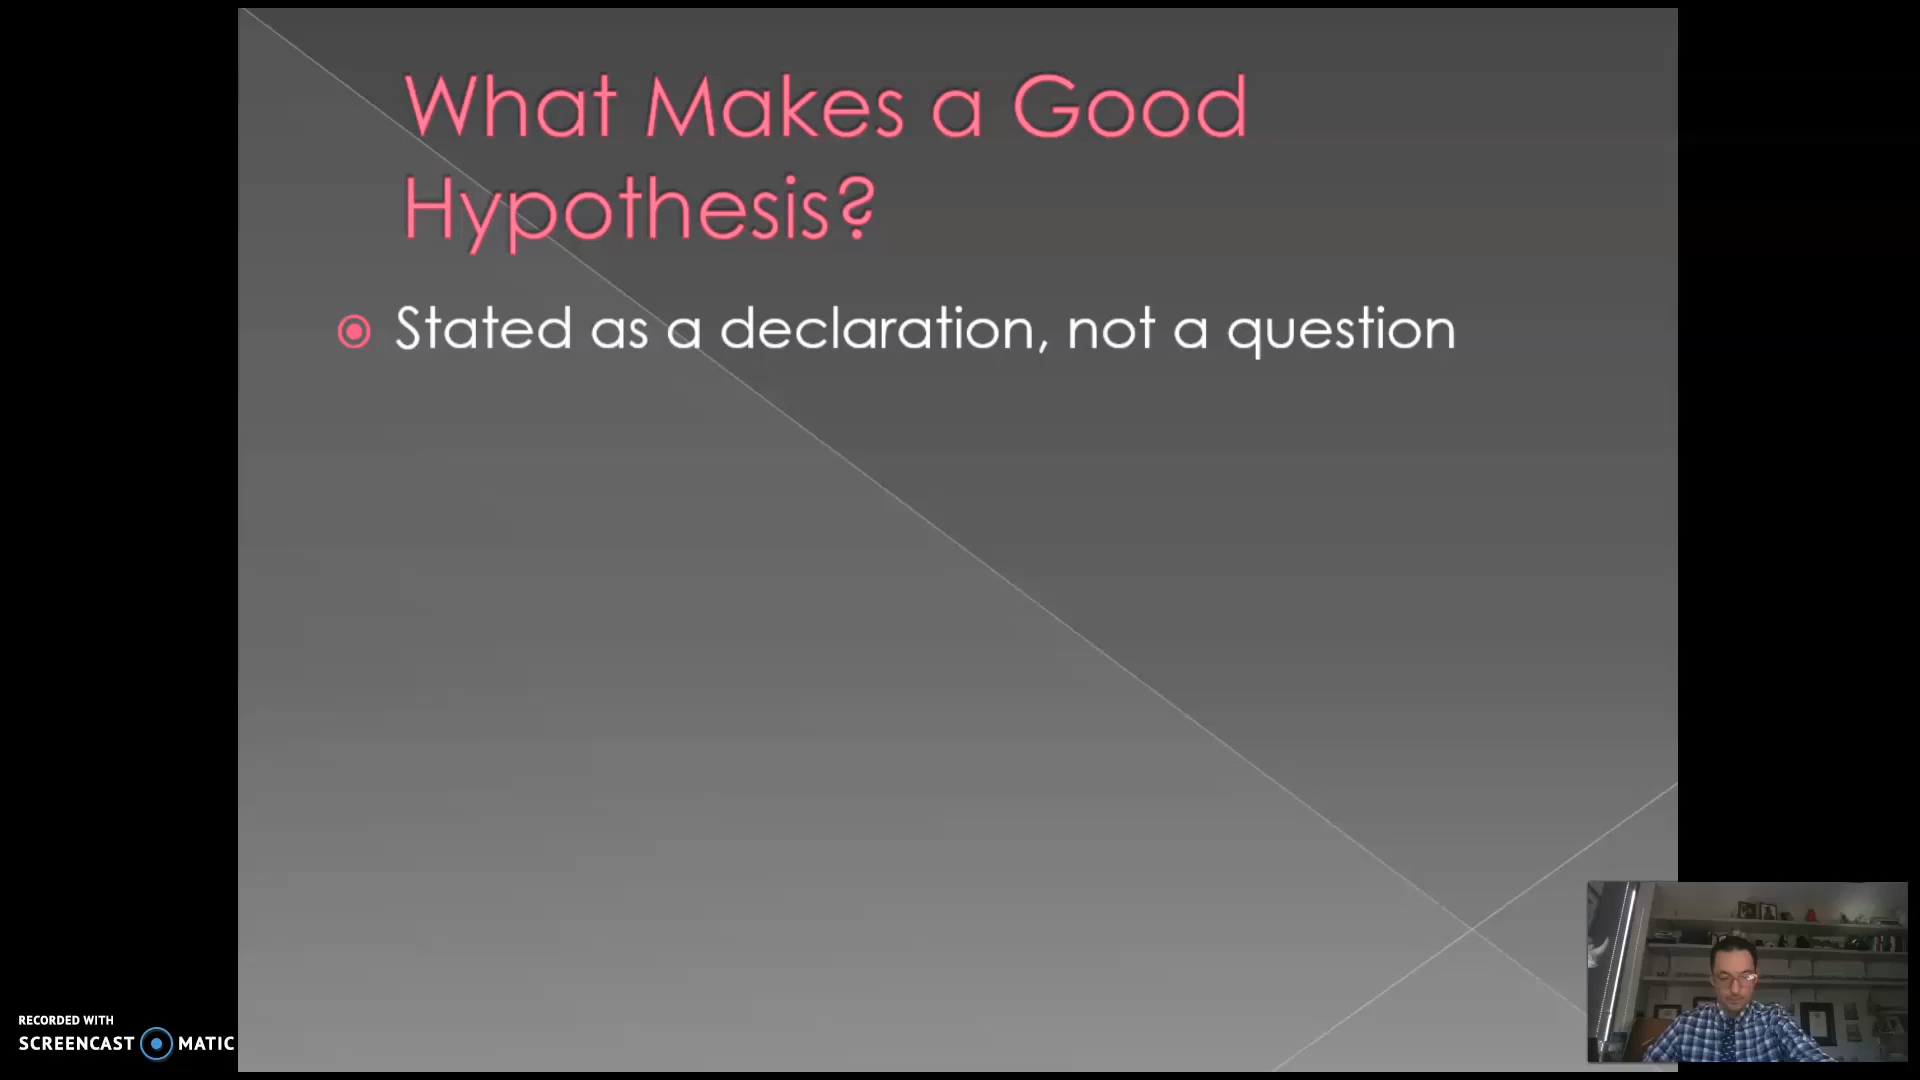 What Makes a Good
Hypothesis?
Stated as a declaration, not a question
RECORDED WITH
SCREENCAST MATIC